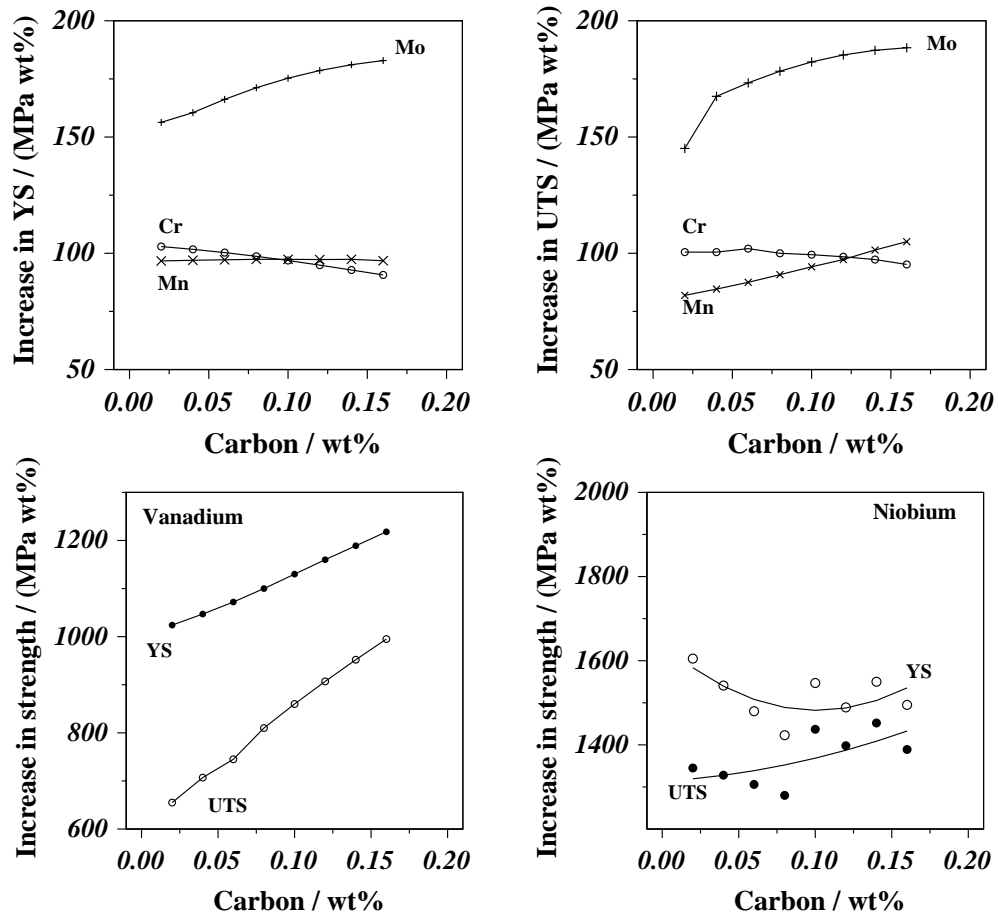 200
150
100
50
Increase in YS / (MPa wt%)
Mo
Cr
Mn
0.00 0.05 0.10 0.15 0.20
Carbon / wt%
200
150
100
50
Increase in UTS / (MPa wt%)
Mo
Cr
Mn
0.00 0.05 0.10 0.15 0.20
Carbon / wt%
1200
1000
800
600
Increase in strength / (MPa wt%)
Vanadium
YS
UTS
0.00 0.05 0.10 0.15 0.20
Carbon / wt%
2000
1800
1600
1400
Increase in strength / (MPa wt%)
Niobium
YS
UTS
0.00 0.05 0.10 0.15 0.20
Carbon / wt%